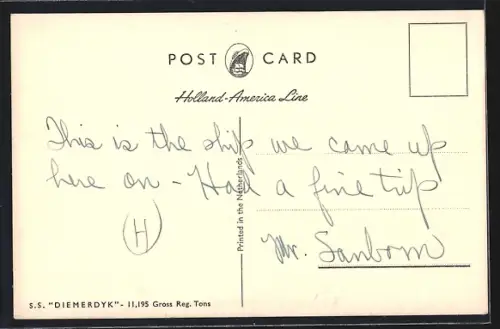 POST CARD
Holland-America Line
This is the ship we came up
here on - Had a fine trip
Mr. Sanborn
(H)
Printed in the Netherlands
S.S. "DIEMERDYK" - 11,195 Gross Reg. Tons